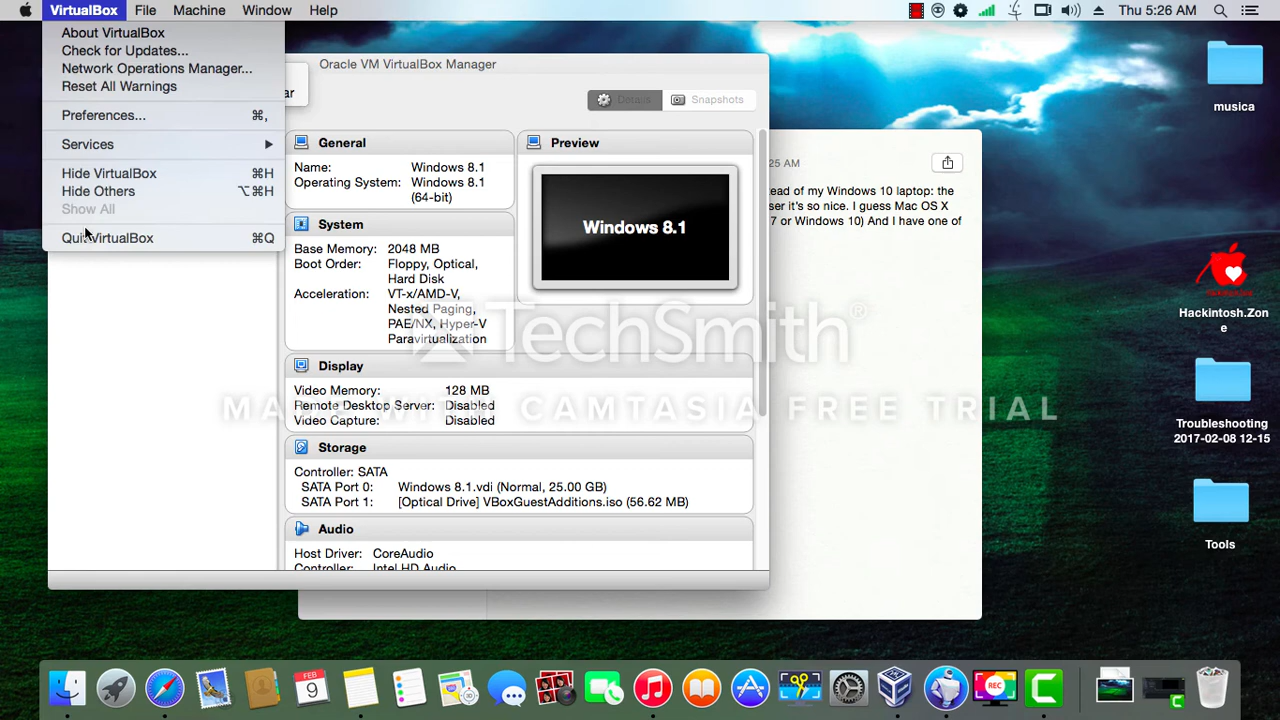 VirtualBox File Machine Window Help
Thu 5:26 AM
About VirtualBox
Check for Updates...
Network Operations Manager...
Reset All Warnings
Preferences... ⌘,
Services
Hide VirtualBox ⌘H
Hide Others ⌥⌘H
Show All
Quit VirtualBox ⌘Q
Oracle VM VirtualBox Manager
ar
Details Snapshots
General
Name: Windows 8.1
Operating System: Windows 8.1
(64-bit)
System
Base Memory: 2048 MB
Boot Order: Floppy, Optical,
Hard Disk
Acceleration: VT-x/AMD-V,
Nested Paging,
PAE/NX, Hyper-V
Paravirtualization
Preview
Windows 8.1
Display
Video Memory: 128 MB
Remote Desktop Server: Disabled
Video Capture: Disabled
Storage
Controller: SATA
SATA Port 0: Windows 8.1.vdi (Normal, 25.00 GB)
SATA Port 1: [Optical Drive] VBoxGuestAdditions.iso (56.62 MB)
Audio
Host Driver: CoreAudio
Controller: Intel HD Audio
25 AM
ead of my Windows 10 laptop: the
ser it's so nice. I guess Mac OS X
7 or Windows 10) And I have one of
TechSmith®
MADE WITH CAMTASIA FREE TRIAL
musica
Hackintosh.Zon
e
Troubleshooting
2017-02-08 12-15
Tools
FEB
9
REC